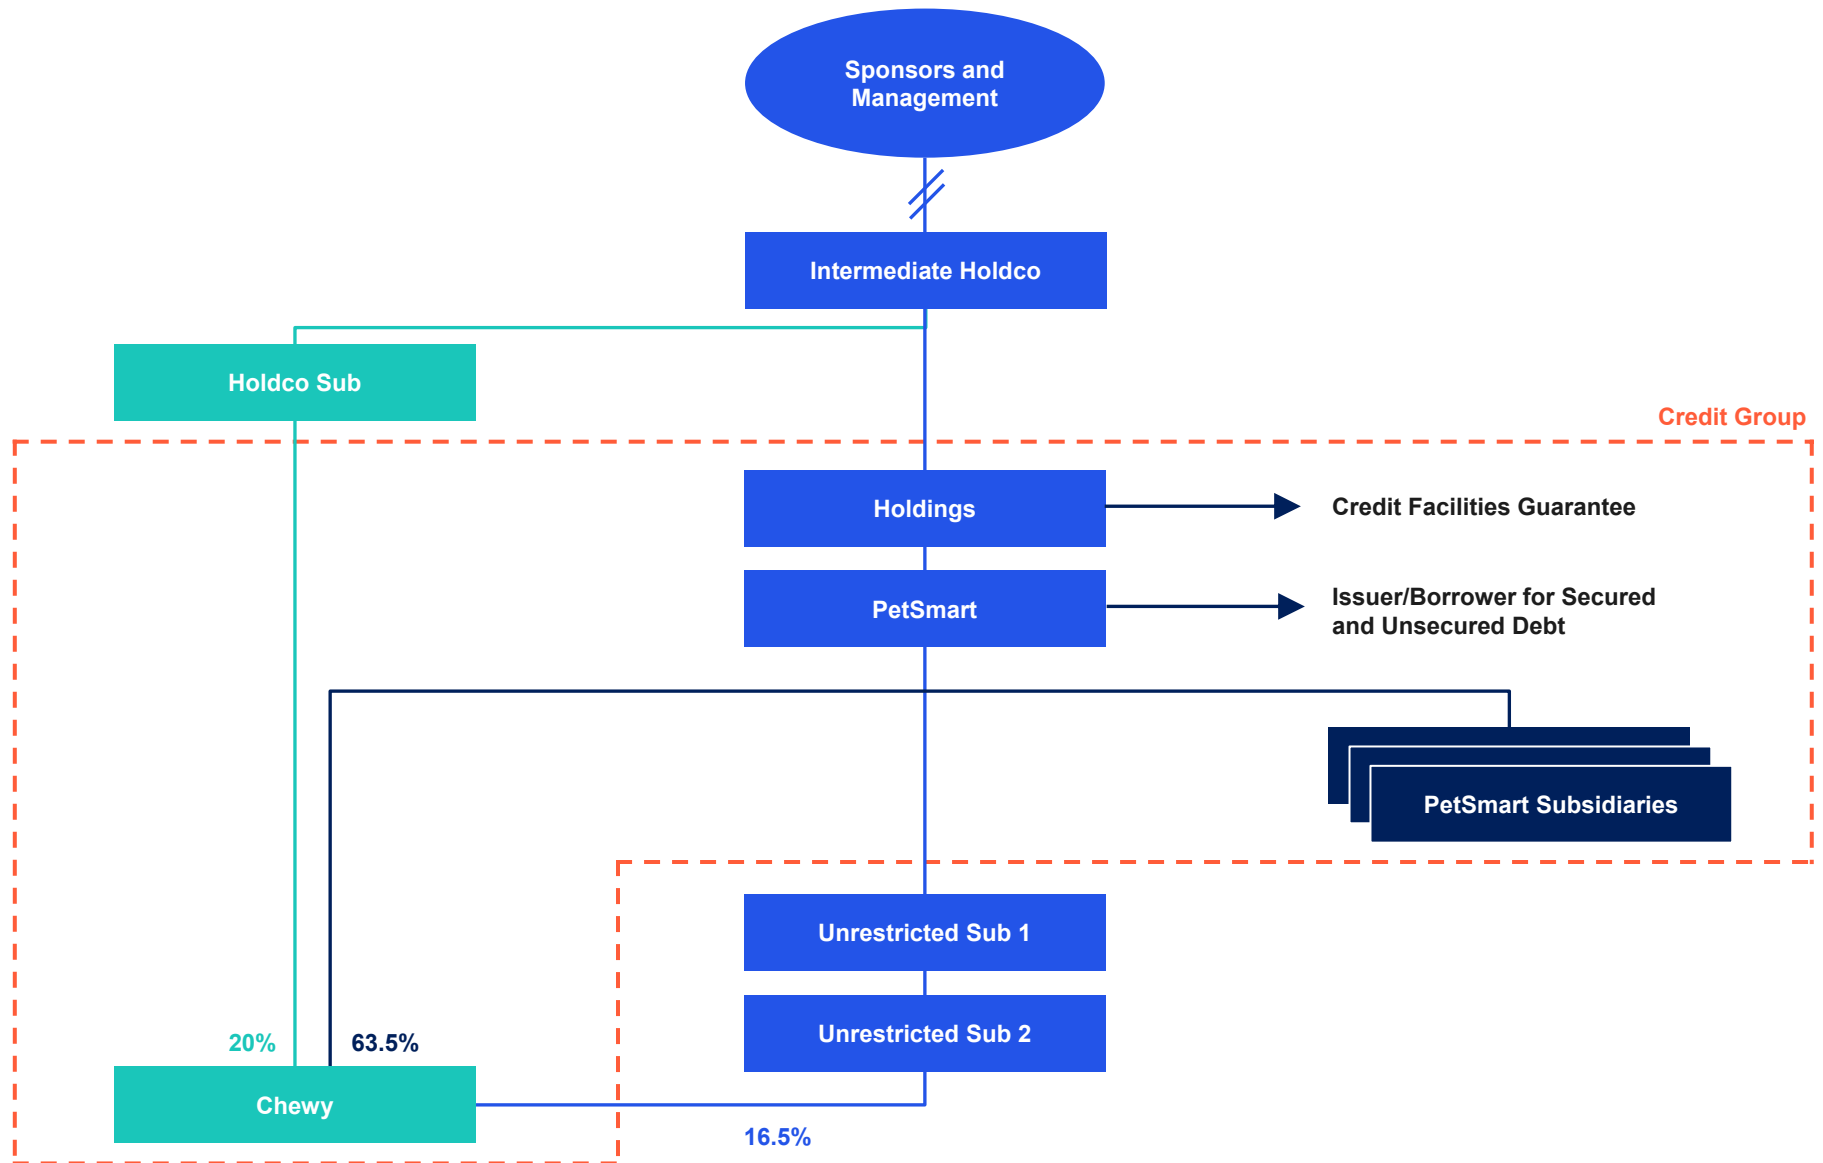 Sponsors and
Management
Intermediate Holdco
Holdco Sub
Credit Group
Holdings
Credit Facilities Guarantee
PetSmart
Issuer/Borrower for Secured
and Unsecured Debt
PetSmart Subsidiaries
Unrestricted Sub 1
Unrestricted Sub 2
20%
63.5%
Chewy
16.5%